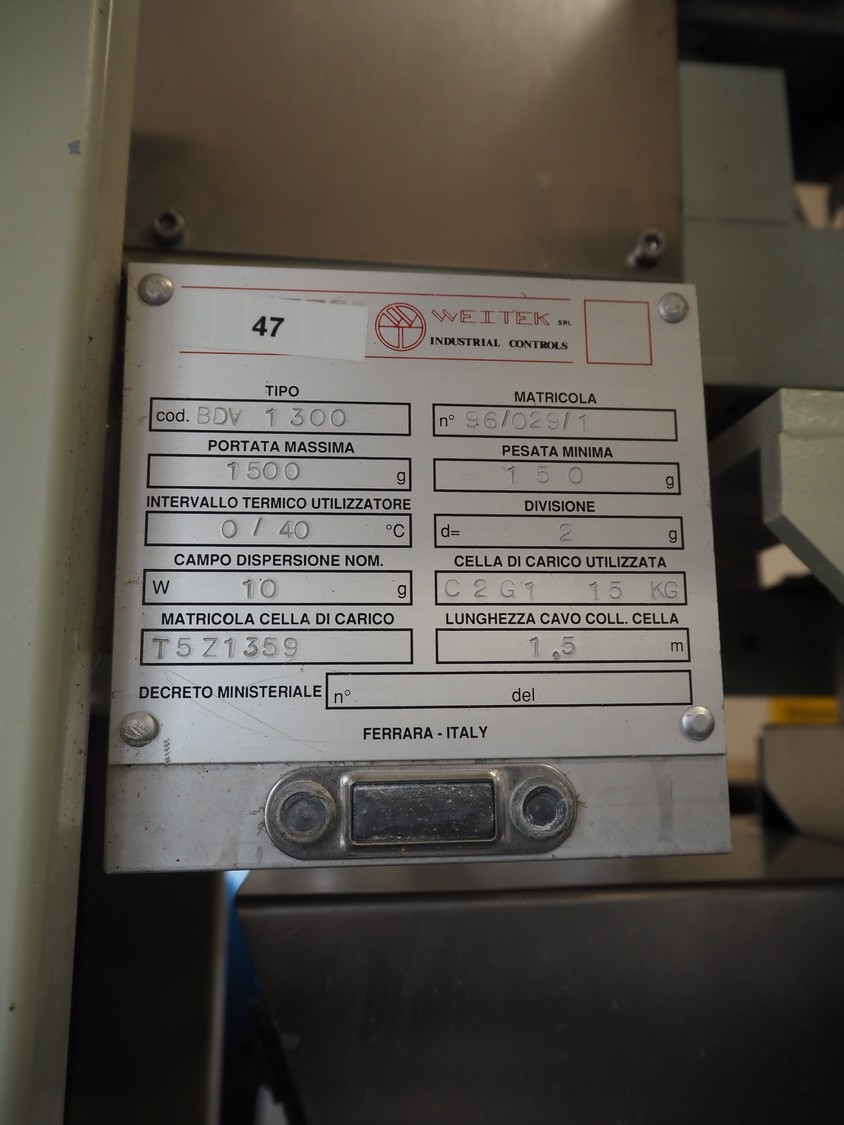 47
WEITEK SRL
INDUSTRIAL CONTROLS
TIPO
cod. BDV 1300
MATRICOLA
n° 96/029/1
PORTATA MASSIMA
1500 g
PESATA MINIMA
150 g
INTERVALLO TERMICO UTILIZZATORE
0 / 40 °C
DIVISIONE
d= 2 g
CAMPO DISPERSIONE NOM.
W 10 g
CELLA DI CARICO UTILIZZATA
C2G1 15 KG
MATRICOLA CELLA DI CARICO
T5Z1359
LUNGHEZZA CAVO COLL. CELLA
1.5 m
DECRETO MINISTERIALE n° del
FERRARA - ITALY